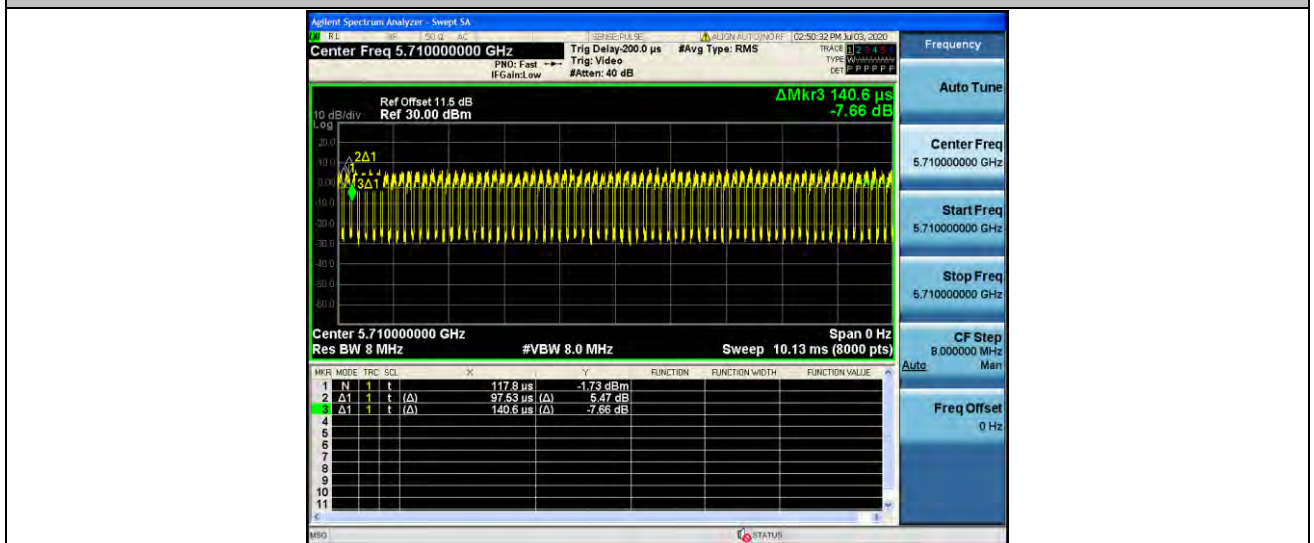 Agilent Spectrum Analyzer - Swept SA
RL RF 50 Ω AC SENSE:PULSE ALIGN AUTO/NO RF 02:50:32 PM Jul 03, 2020
Center Freq 5.710000000 GHz Trig Delay-200.0 µs #Avg Type: RMS TRACE 1 2 3 4 5 6
PNO: Fast Trig: Video TYPE
IFGain:Low #Atten: 40 dB DET P P P P P P
ΔMkr3 140.6 µs
-7.66 dB
Ref Offset 11.5 dB
10 dB/div Ref 30.00 dBm
Log
20.0
10.0
0.00
-10.0
-20.0
-30.0
-40.0
-50.0
-60.0
2Δ1
1
3Δ1
Center 5.710000000 GHz Span 0 Hz
Res BW 8 MHz #VBW 8.0 MHz Sweep 10.13 ms (8000 pts)
MKR MODE TRC SCL X Y FUNCTION FUNCTION WIDTH FUNCTION VALUE
1 N 1 t 117.8 µs -1.73 dBm
2 Δ1 1 t (Δ) 97.53 µs (Δ) 5.47 dB
3 Δ1 1 t (Δ) 140.6 µs (Δ) -7.66 dB
4
5
6
7
8
9
10
11
MSG STATUS
Frequency
Auto Tune
Center Freq
5.710000000 GHz
Start Freq
5.710000000 GHz
Stop Freq
5.710000000 GHz
CF Step
8.000000 MHz
Auto Man
Freq Offset
0 Hz